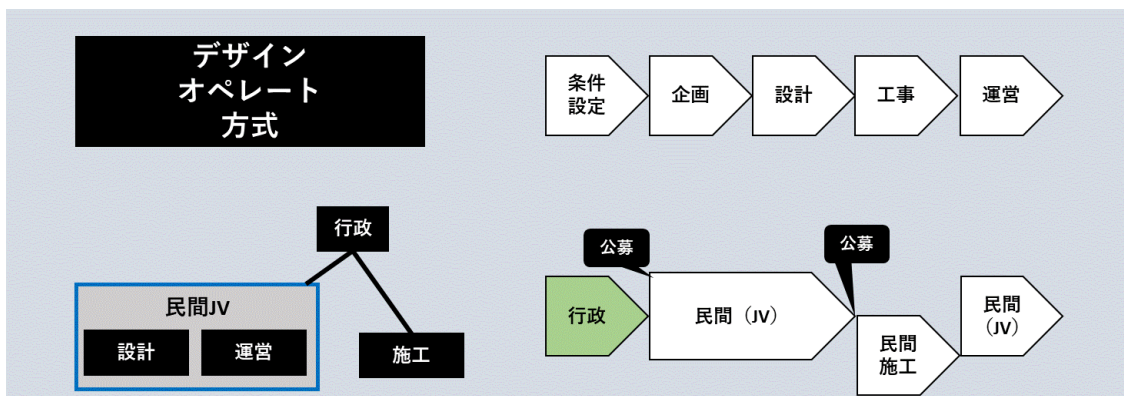 デザイン
オペレート
方式
条件
設定
企画
設計
工事
運営
行政
民間JV
設計
運営
施工
公募
公募
行政
民間（JV）
民間
施工
民間
（JV）